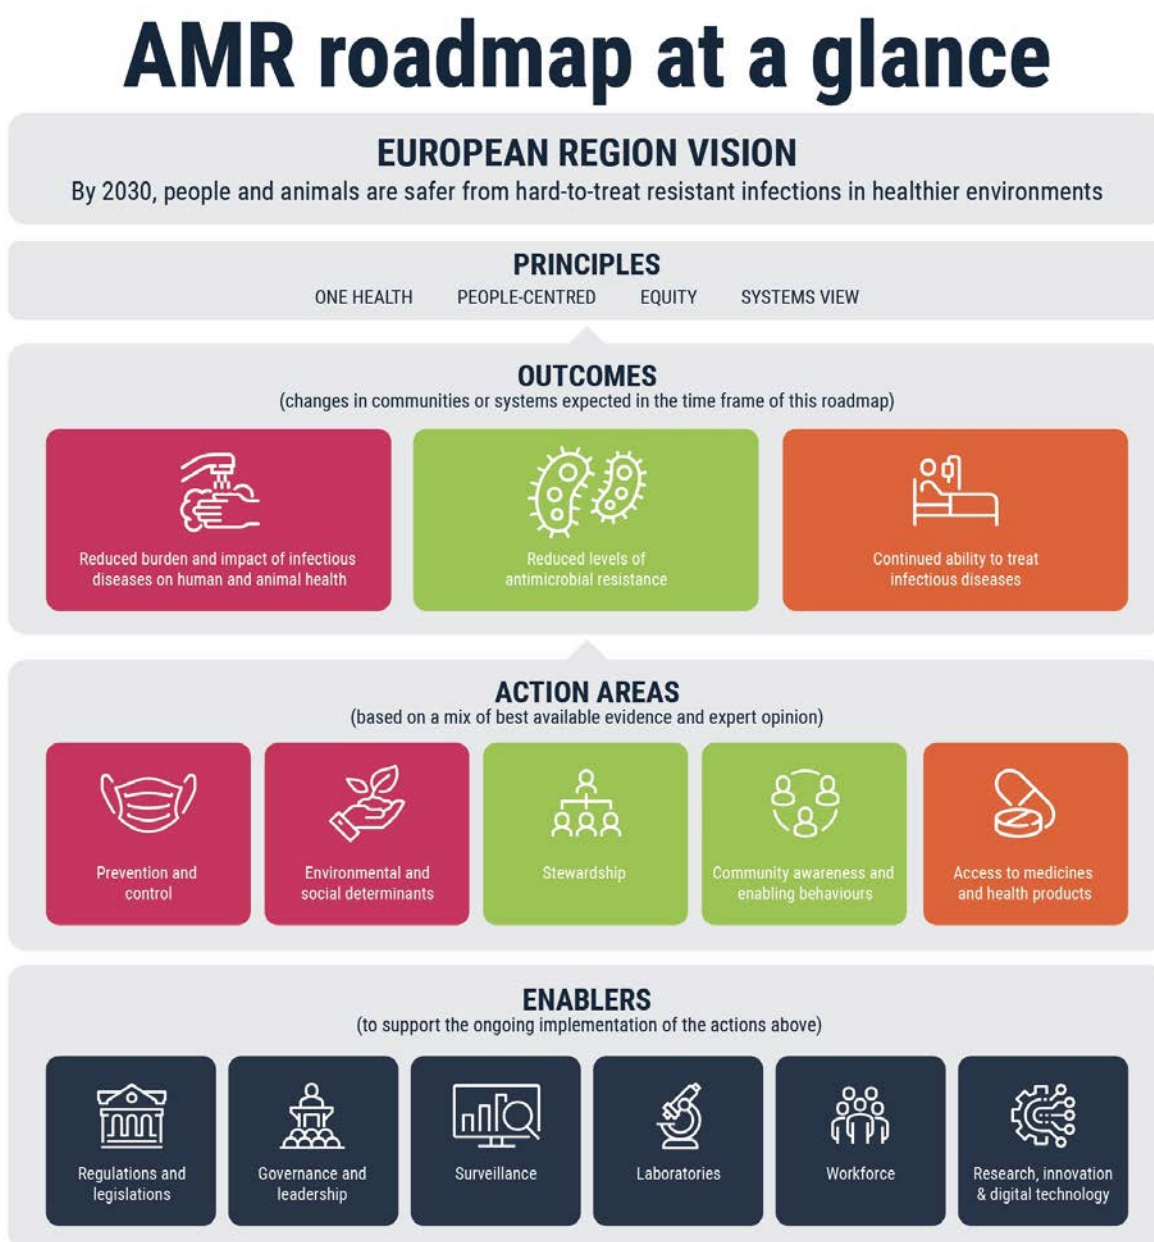 AMR roadmap at a glance
EUROPEAN REGION VISION
By 2030, people and animals are safer from hard-to-treat resistant infections in healthier environments
PRINCIPLES
ONE HEALTH PEOPLE-CENTRED EQUITY SYSTEMS VIEW
OUTCOMES
(changes in communities or systems expected in the time frame of this roadmap)
Reduced burden and impact of infectious
diseases on human and animal health
Reduced levels of
antimicrobial resistance
Continued ability to treat
infectious diseases
ACTION AREAS
(based on a mix of best available evidence and expert opinion)
Prevention and
control
Environmental and
social determinants
Stewardship
Community awareness and
enabling behaviours
Access to medicines
and health products
ENABLERS
(to support the ongoing implementation of the actions above)
Regulations and
legislations
Governance and
leadership
Surveillance
Laboratories
Workforce
Research, innovation
& digital technology